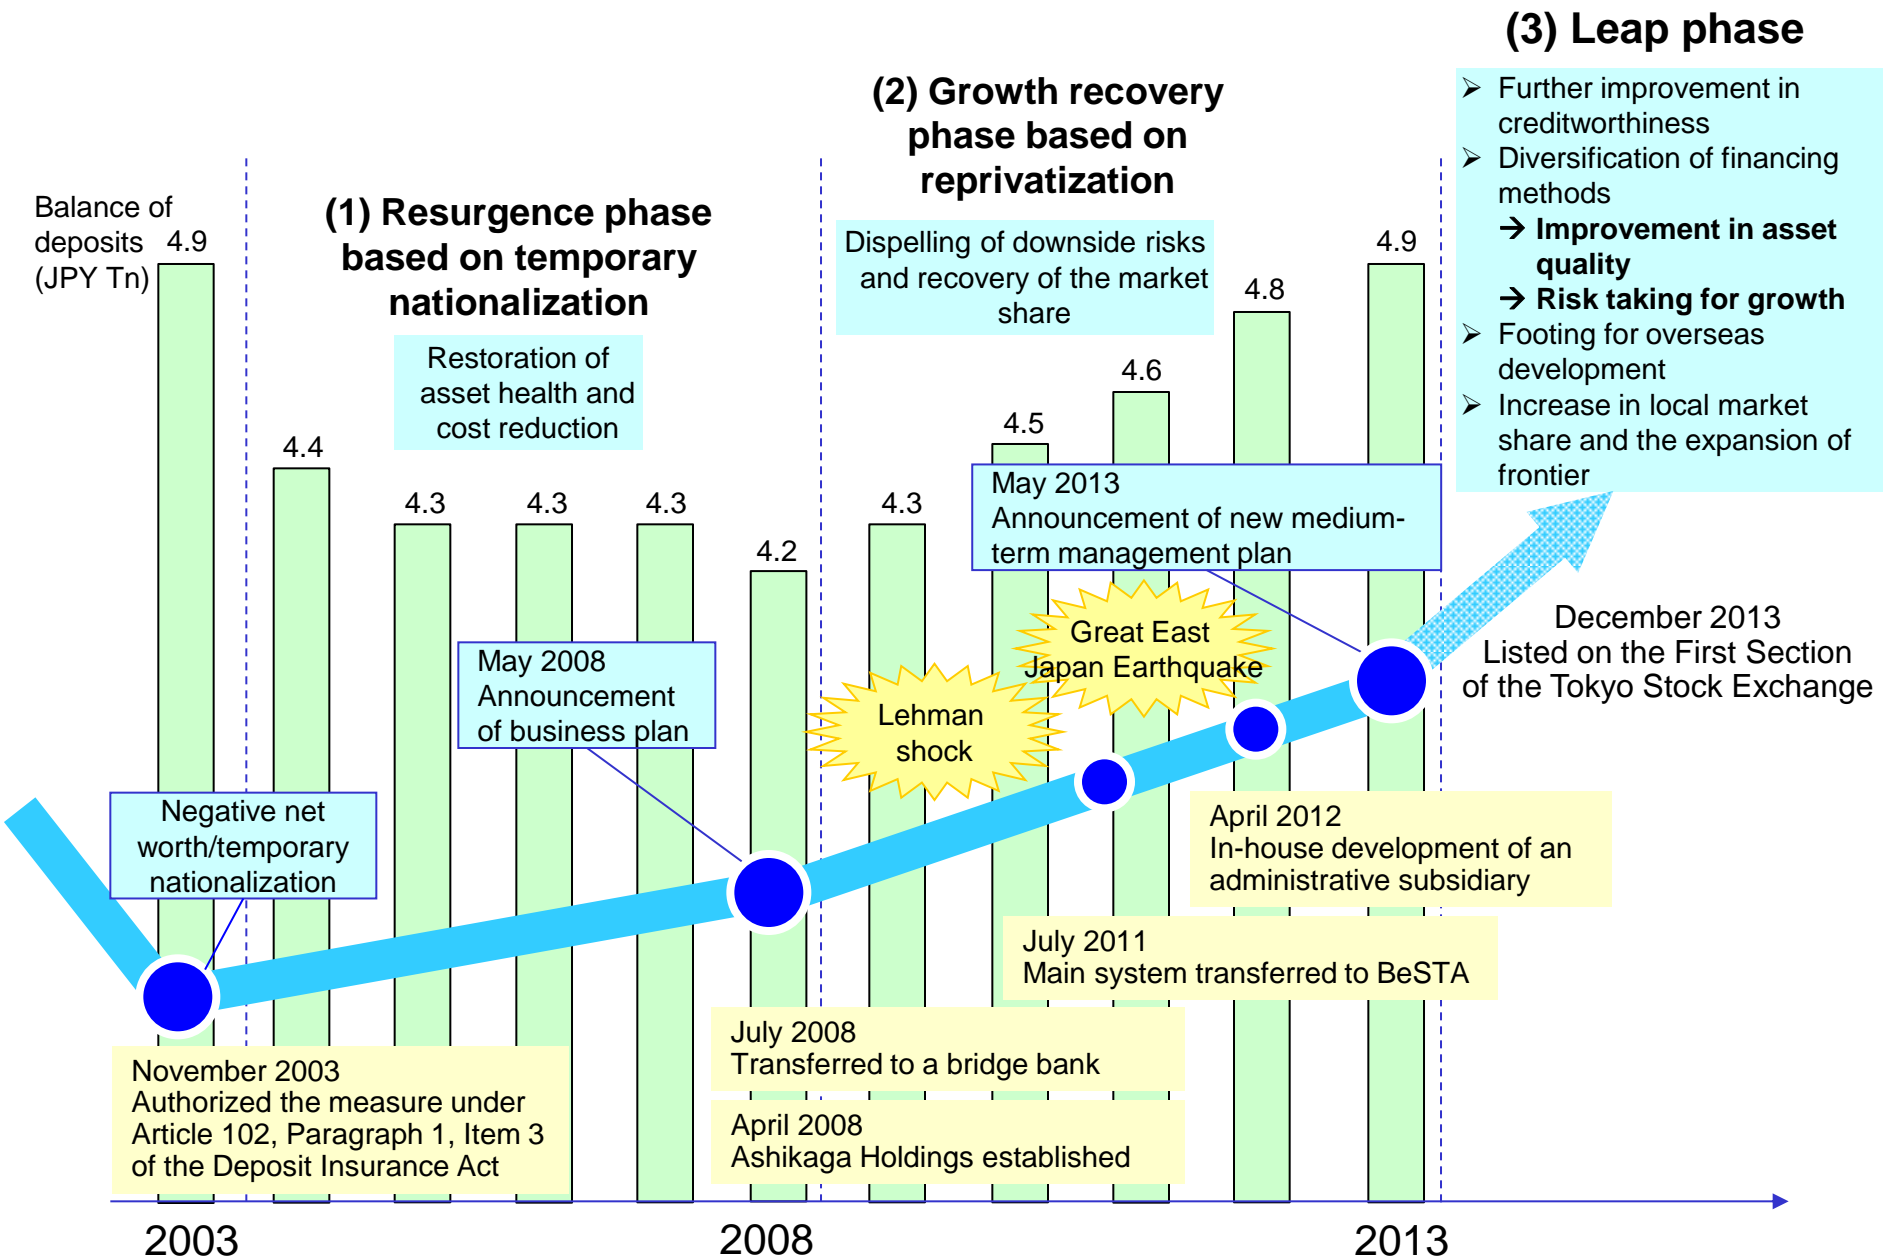 (3) Leap phase
➢ Further improvement in
creditworthiness
➢ Diversification of financing
methods
→ Improvement in asset
quality
→ Risk taking for growth
➢ Footing for overseas
development
➢ Increase in local market
share and the expansion of
frontier
(2) Growth recovery
phase based on
reprivatization
Dispelling of downside risks
and recovery of the market
share
(1) Resurgence phase
based on temporary
nationalization
Restoration of
asset health and
cost reduction
Balance of
deposits
(JPY Tn)
4.9
4.4
4.3
4.3
4.3
4.2
4.3
4.5
4.6
4.8
4.9
May 2013
Announcement of new medium-
term management plan
Great East
Japan Earthquake
Lehman
shock
May 2008
Announcement
of business plan
Negative net
worth/temporary
nationalization
December 2013
Listed on the First Section
of the Tokyo Stock Exchange
April 2012
In-house development of an
administrative subsidiary
July 2011
Main system transferred to BeSTA
July 2008
Transferred to a bridge bank
April 2008
Ashikaga Holdings established
November 2003
Authorized the measure under
Article 102, Paragraph 1, Item 3
of the Deposit Insurance Act
2003
2008
2013